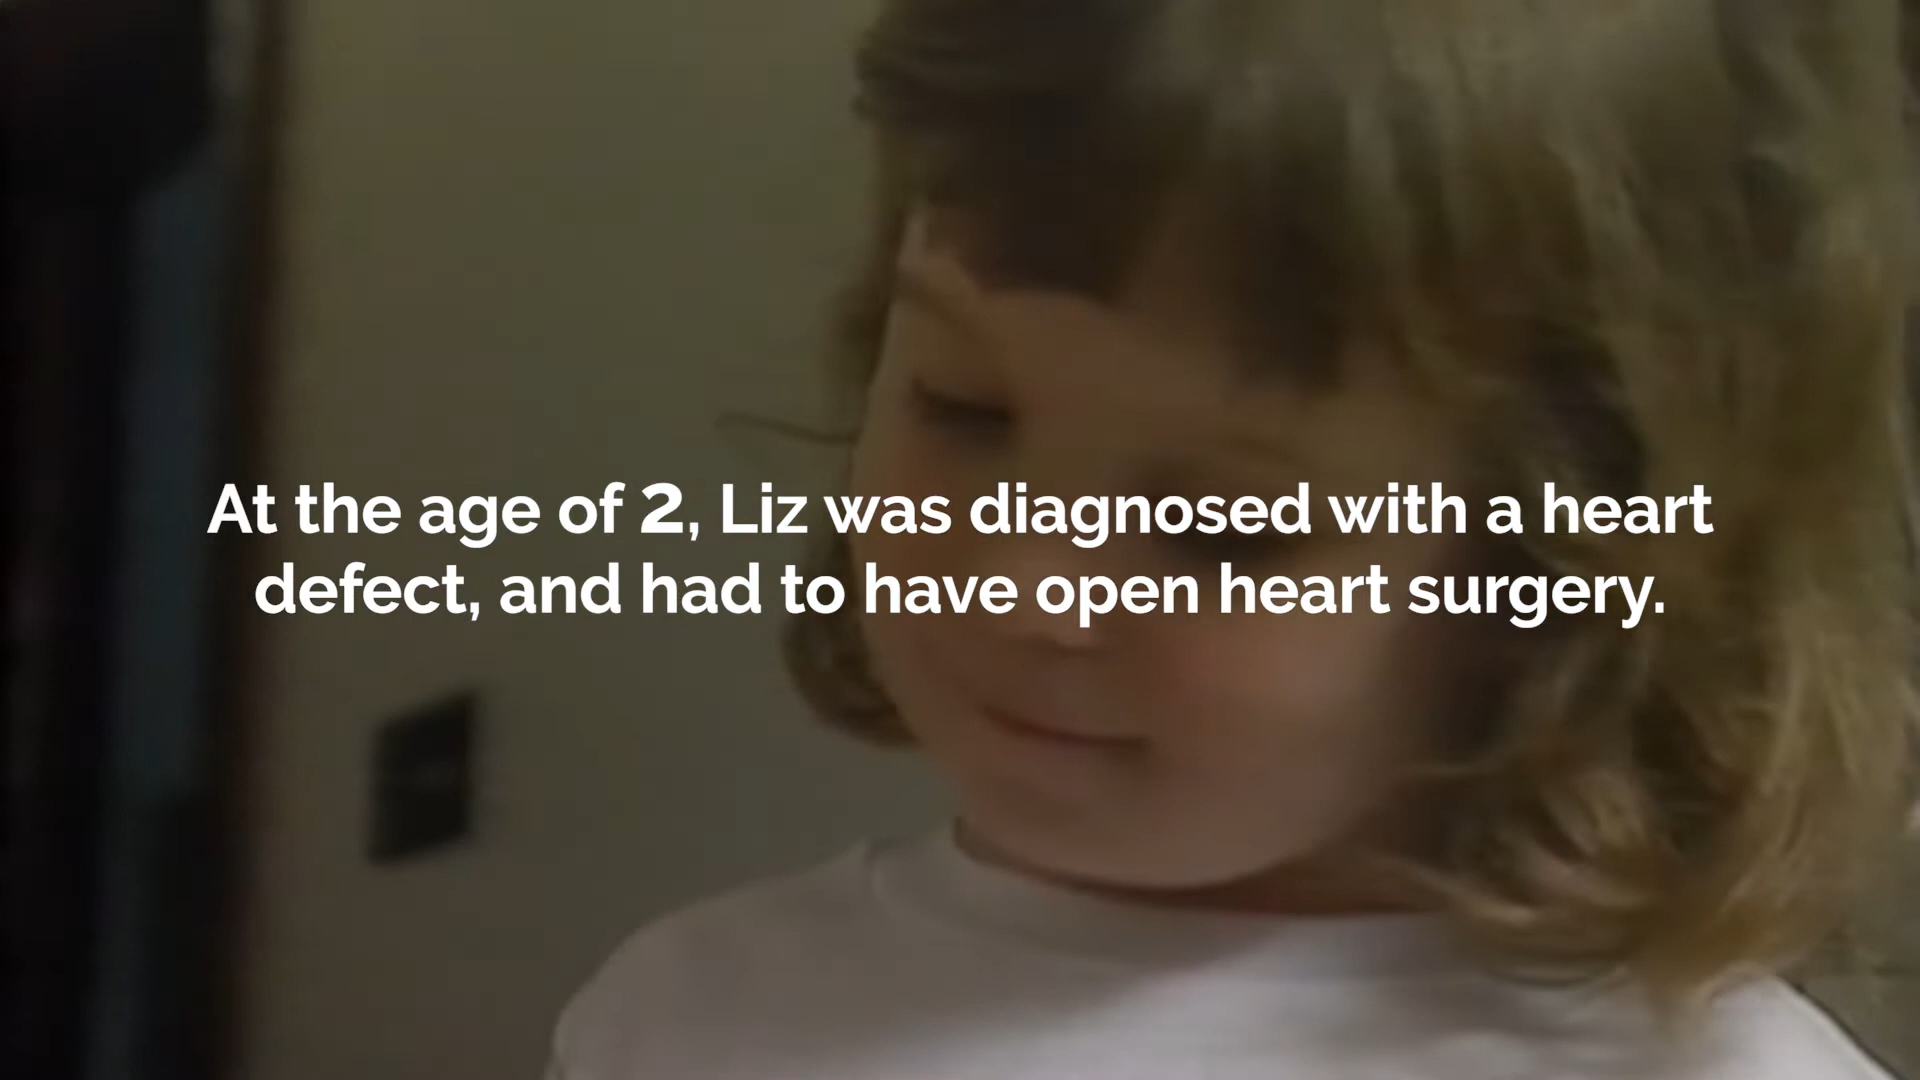 At the age of 2, Liz was diagnosed with a heart
defect, and had to have open heart surgery.